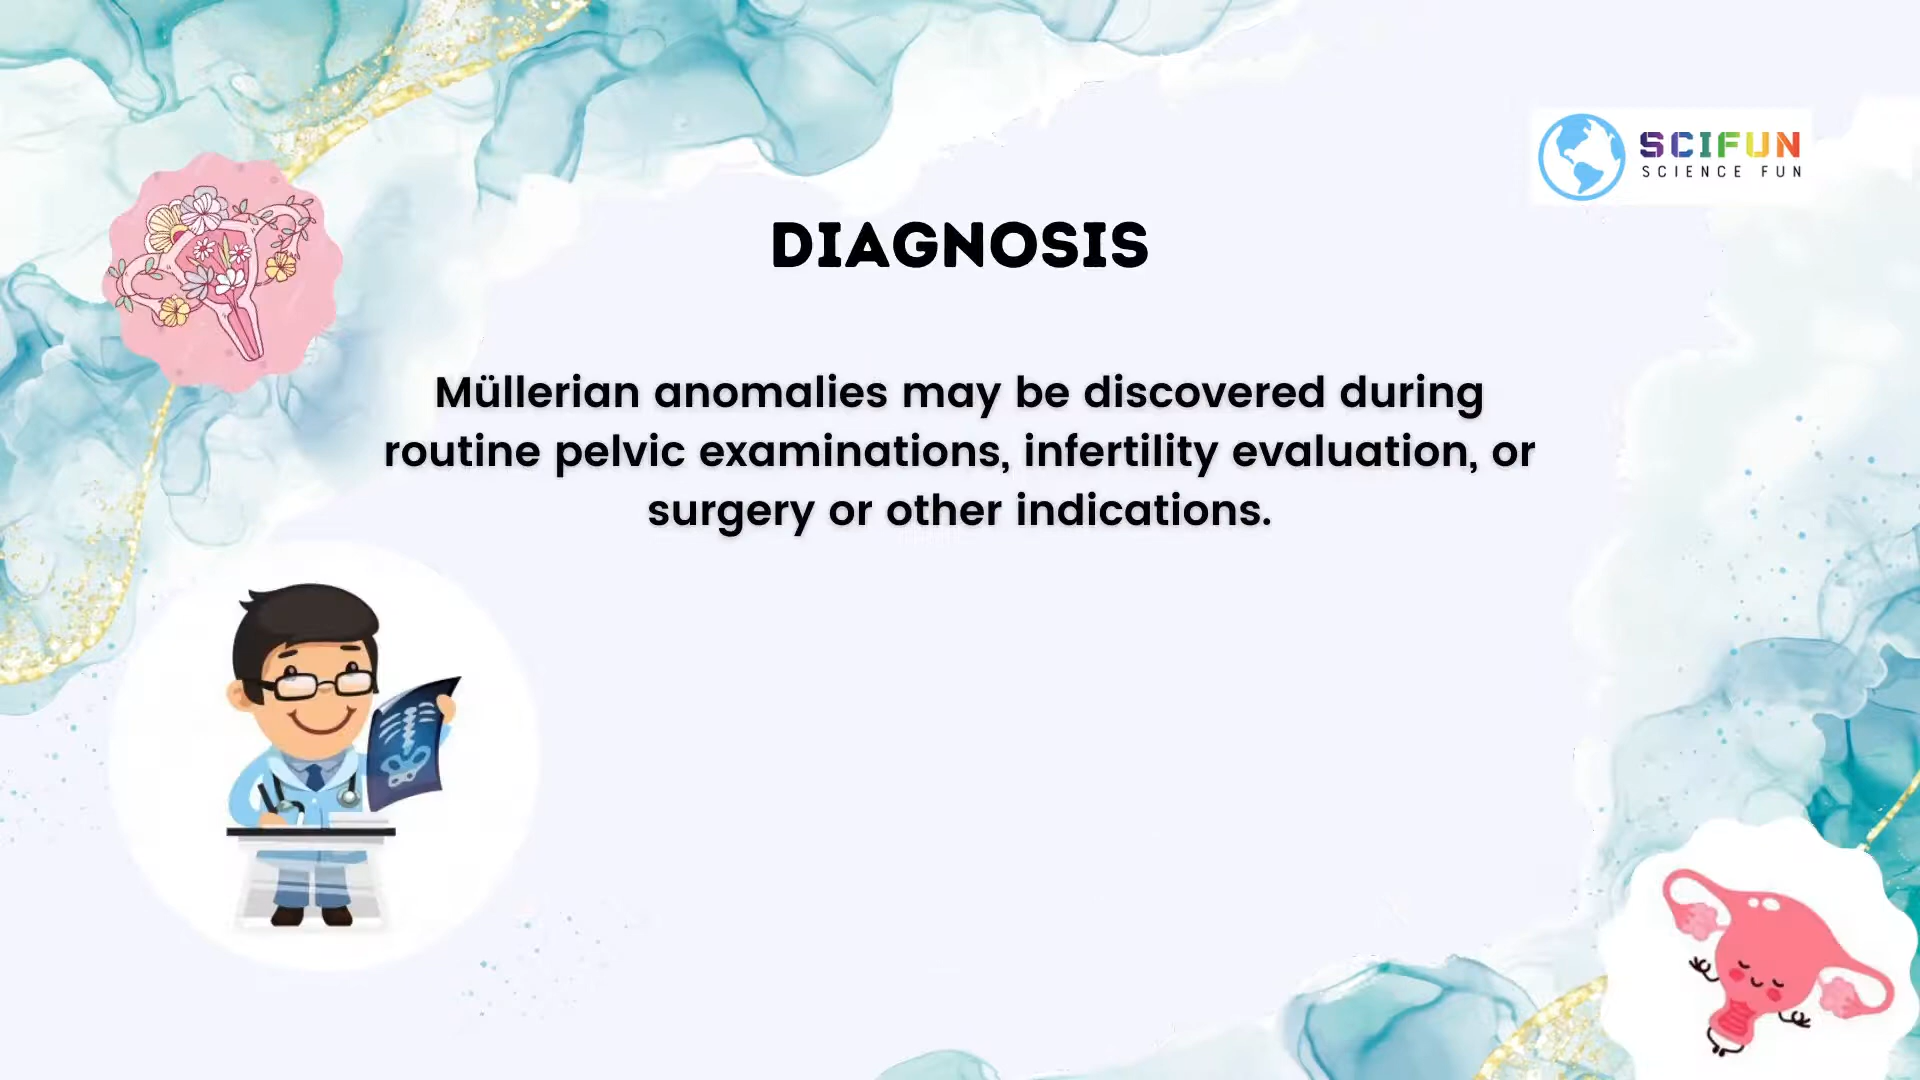 SCIFUN
SCIENCE FUN
DIAGNOSIS
Müllerian anomalies may be discovered during
routine pelvic examinations, infertility evaluation, or
surgery or other indications.